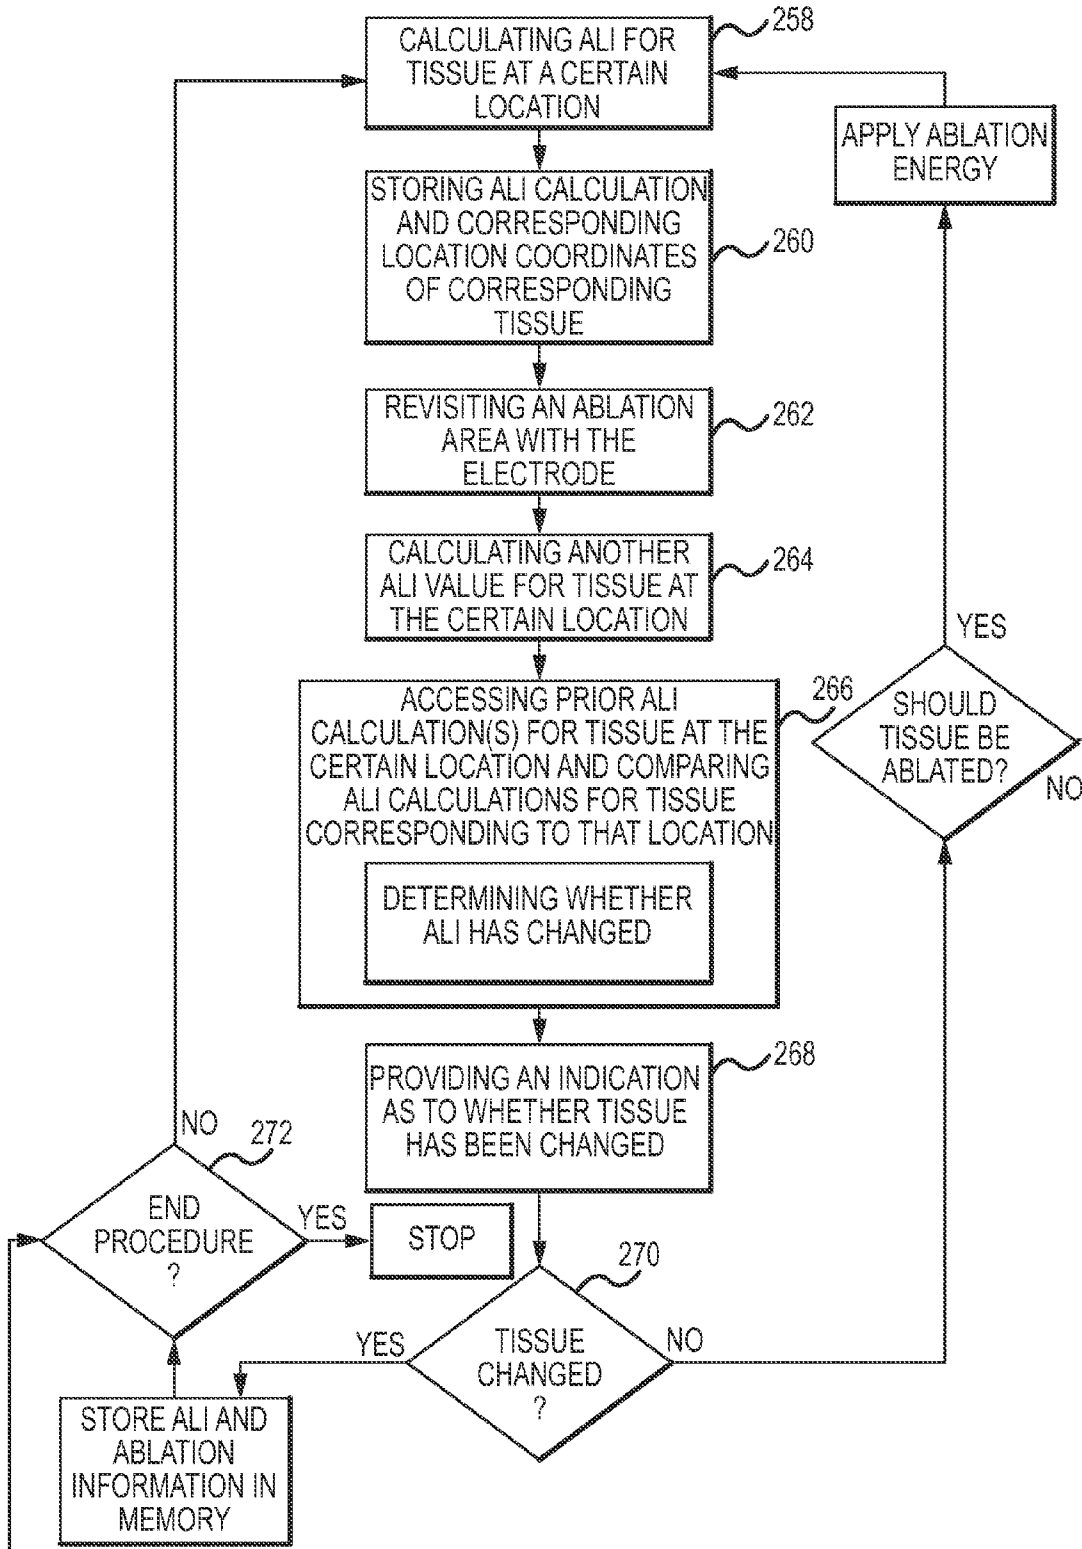 CALCULATING ALI FOR
TISSUE AT A CERTAIN
LOCATION
258
APPLY ABLATION
ENERGY
STORING ALI CALCULATION
AND CORRESPONDING
LOCATION COORDINATES
OF CORRESPONDING
TISSUE
260
REVISITING AN ABLATION
AREA WITH THE
ELECTRODE
262
CALCULATING ANOTHER
ALI VALUE FOR TISSUE AT
THE CERTAIN LOCATION
264
YES
SHOULD
TISSUE BE
ABLATED?
NO
ACCESSING PRIOR ALI
CALCULATION(S) FOR TISSUE AT THE
CERTAIN LOCATION AND COMPARING
ALI CALCULATIONS FOR TISSUE
CORRESPONDING TO THAT LOCATION
266
DETERMINING WHETHER
ALI HAS CHANGED
PROVIDING AN INDICATION
AS TO WHETHER TISSUE
HAS BEEN CHANGED
268
NO
272
END
PROCEDURE
?
YES
STOP
270
YES
TISSUE
CHANGED
?
NO
STORE ALI AND
ABLATION
INFORMATION IN
MEMORY